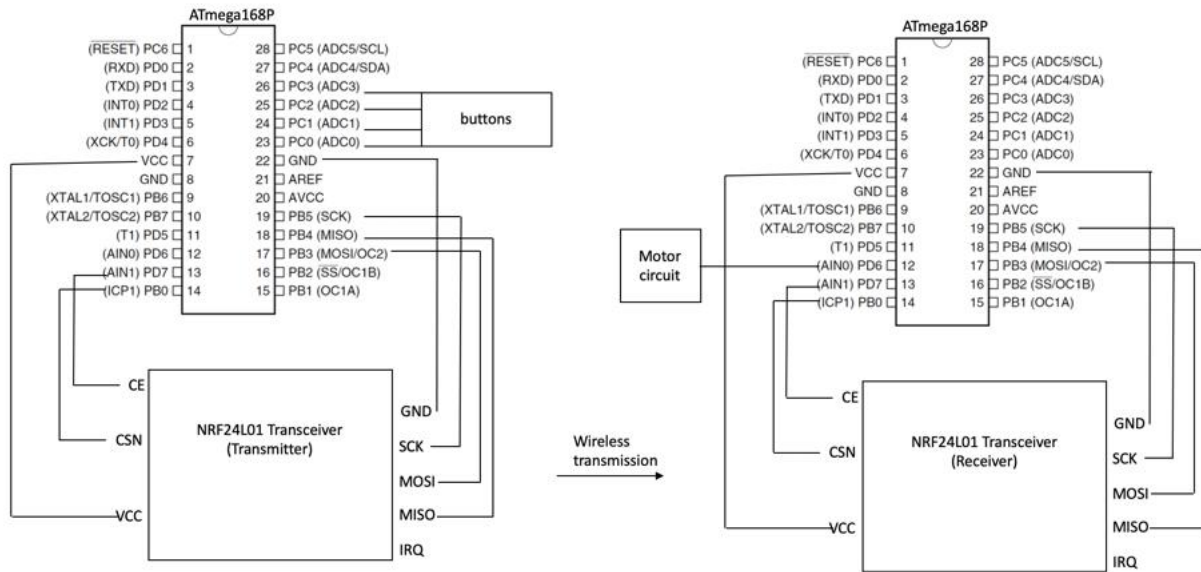 ATmega168P
(RESET) PC6 1 28 PC5 (ADC5/SCL)
(RXD) PD0 2 27 PC4 (ADC4/SDA)
(TXD) PD1 3 26 PC3 (ADC3)
(INT0) PD2 4 25 PC2 (ADC2)
(INT1) PD3 5 24 PC1 (ADC1)
(XCK/T0) PD4 6 23 PC0 (ADC0)
VCC 7 22 GND
GND 8 21 AREF
(XTAL1/TOSC1) PB6 9 20 AVCC
(XTAL2/TOSC2) PB7 10 19 PB5 (SCK)
(T1) PD5 11 18 PB4 (MISO)
(AIN0) PD6 12 17 PB3 (MOSI/OC2)
(AIN1) PD7 13 16 PB2 (SS/OC1B)
(ICP1) PB0 14 15 PB1 (OC1A)
buttons
CE
CSN
VCC
NRF24L01 Transceiver
(Transmitter)
GND
SCK
MOSI
MISO
IRQ
Wireless
transmission
ATmega168P
(RESET) PC6 1 28 PC5 (ADC5/SCL)
(RXD) PD0 2 27 PC4 (ADC4/SDA)
(TXD) PD1 3 26 PC3 (ADC3)
(INT0) PD2 4 25 PC2 (ADC2)
(INT1) PD3 5 24 PC1 (ADC1)
(XCK/T0) PD4 6 23 PC0 (ADC0)
VCC 7 22 GND
GND 8 21 AREF
(XTAL1/TOSC1) PB6 9 20 AVCC
(XTAL2/TOSC2) PB7 10 19 PB5 (SCK)
(T1) PD5 11 18 PB4 (MISO)
(AIN0) PD6 12 17 PB3 (MOSI/OC2)
(AIN1) PD7 13 16 PB2 (SS/OC1B)
(ICP1) PB0 14 15 PB1 (OC1A)
Motor
circuit
CE
CSN
VCC
NRF24L01 Transceiver
(Receiver)
GND
SCK
MOSI
MISO
IRQ